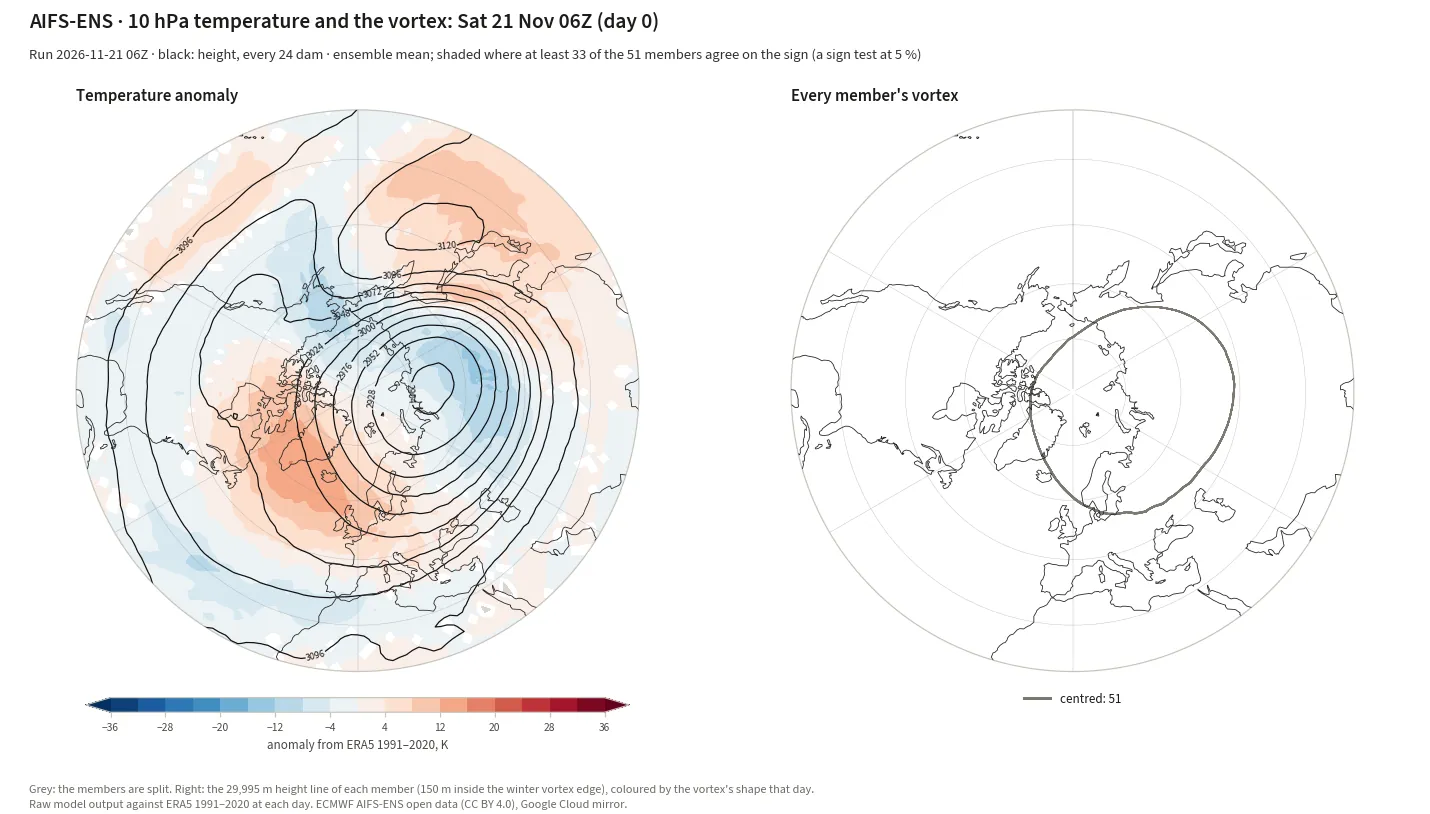 AIFS-ENS · 10 hPa temperature and the vortex: Sat 21 Nov 06Z (day 0)
Run 2026-11-21 06Z · black: height, every 24 dam · ensemble mean; shaded where at least 33 of the 51 members agree on the sign (a sign test at 5 %)
Temperature anomaly
Every member's vortex
3096
3120
3096
3072
3048
3000
3024
2952
2976
2928
3096
centred: 51
−36 −28 −20 −12 −4 4 12 20 28 36
anomaly from ERA5 1991–2020, K
Grey: the members are split. Right: the 29,995 m height line of each member (150 m inside the winter vortex edge), coloured by the vortex's shape that day.
Raw model output against ERA5 1991–2020 at each day. ECMWF AIFS-ENS open data (CC BY 4.0), Google Cloud mirror.